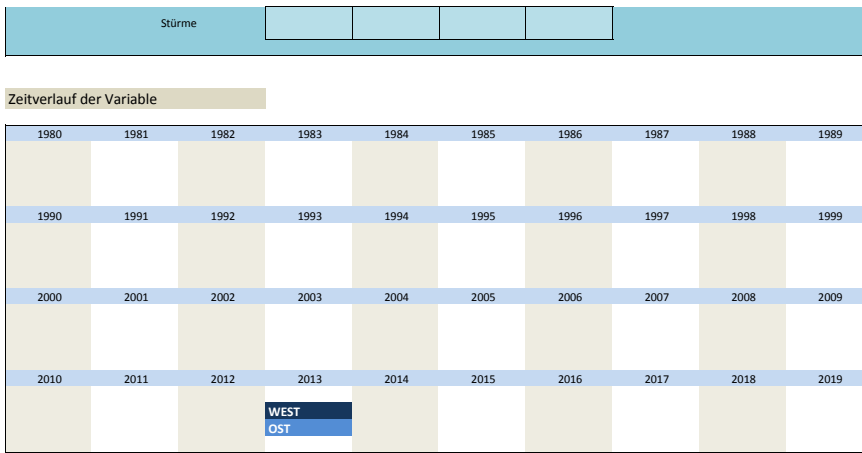 Stürme
Zeitverlauf der Variable
1980 1981 1982 1983 1984 1985 1986 1987 1988 1989
1990 1991 1992 1993 1994 1995 1996 1997 1998 1999
2000 2001 2002 2003 2004 2005 2006 2007 2008 2009
2010 2011 2012 2013 2014 2015 2016 2017 2018 2019
WEST
OST